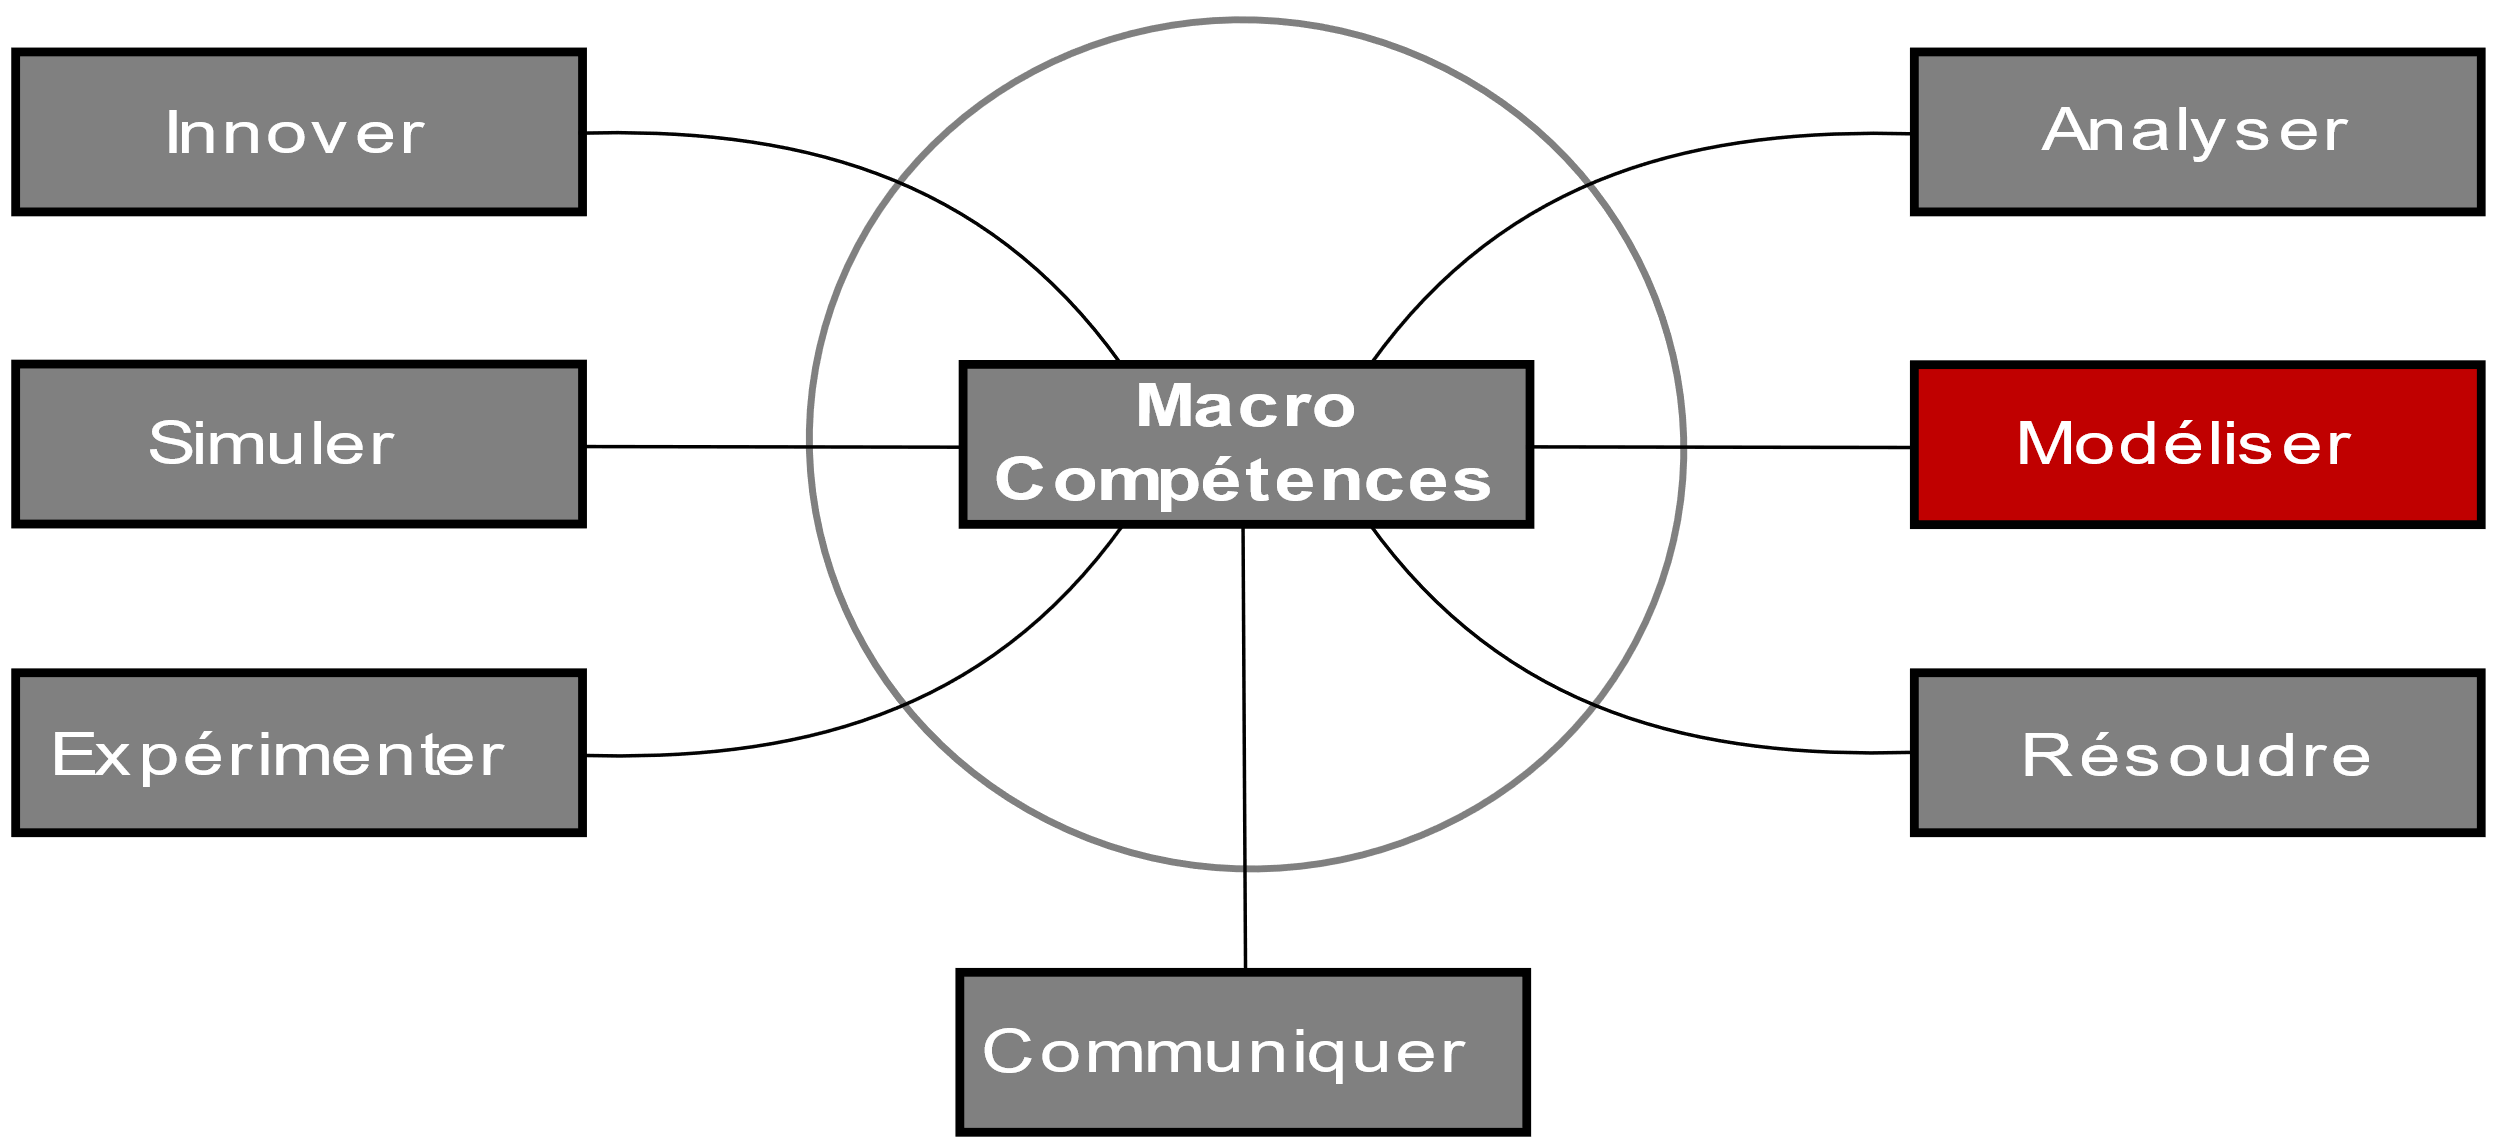 Innover
Analyser
Simuler
Macro
Compétences
Modéliser
Expérimenter
Résoudre
Communiquer